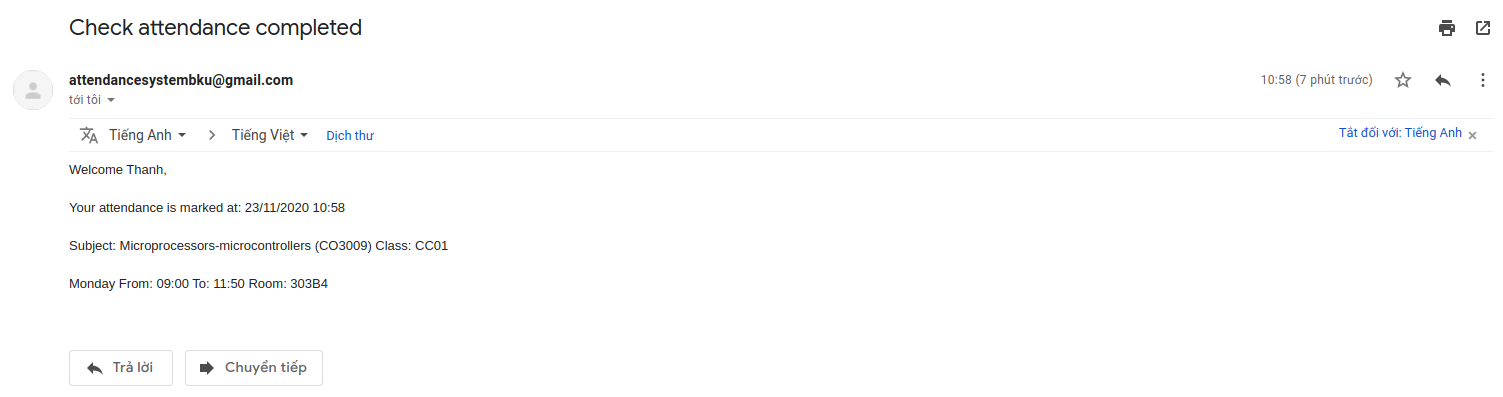 Check attendance completed
attendancesystembku@gmail.com
10:58 (7 phút trước)
tới tôi
Tiếng Anh
Tiếng Việt
Dịch thư
Tắt đối với: Tiếng Anh
Welcome Thanh,
Your attendance is marked at: 23/11/2020 10:58
Subject: Microprocessors-microcontrollers (CO3009) Class: CC01
Monday From: 09:00 To: 11:50 Room: 303B4
Trả lời
Chuyển tiếp